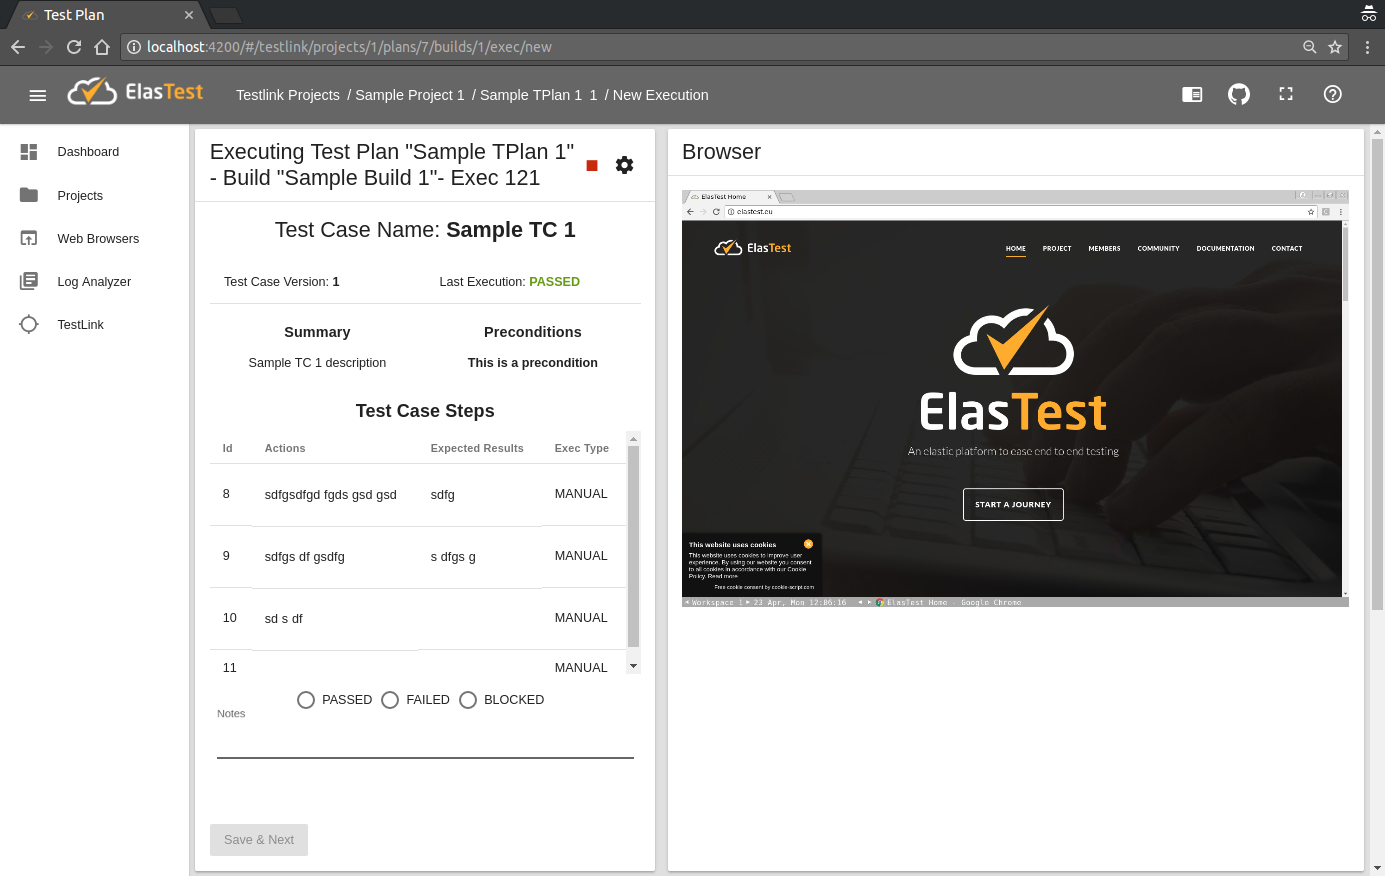 Test Plan
localhost:4200/#/testlink/projects/1/plans/7/builds/1/exec/new
ElasTest
Testlink Projects / Sample Project 1 / Sample TPlan 1 1 / New Execution
Dashboard
Projects
Web Browsers
Log Analyzer
TestLink
Executing Test Plan "Sample TPlan 1"
- Build "Sample Build 1"- Exec 121
Test Case Name: Sample TC 1
Test Case Version: 1
Last Execution: PASSED
Summary
Preconditions
Sample TC 1 description
This is a precondition
Test Case Steps
Id Actions Expected Results Exec Type
8 sdfgsdfgd fgds gsd gsd sdfg MANUAL
9 sdfgs df gsdfg s dfgs g MANUAL
10 sd s df MANUAL
11 MANUAL
PASSED FAILED BLOCKED
Notes
Save & Next
Browser
ElasTest Home
elastest.eu
ElasTest
HOME PROJECT MEMBERS COMMUNITY DOCUMENTATION CONTACT
ElasTest
An elastic platform to ease end to end testing
START A JOURNEY
This website uses cookies
This website uses cookies to improve user
experience. By using our website you consent
to all cookies in accordance with our Cookie
Policy. Read more
Free cookie consent by cookie-script.com
Workspace 1 23 Apr, Mon 12:06:16 ElasTest Home - Google Chrome